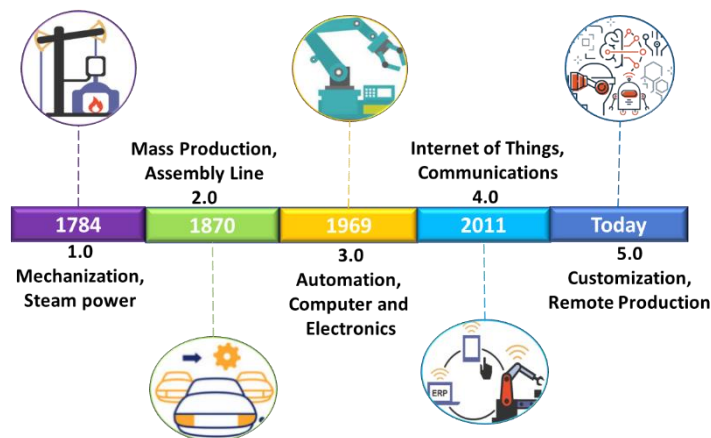 Mass Production,
Assembly Line
2.0
Internet of Things,
Communications
4.0
1784
1870
1969
2011
Today
1.0
Mechanization,
Steam power
3.0
Automation,
Computer and
Electronics
5.0
Customization,
Remote Production
ERP